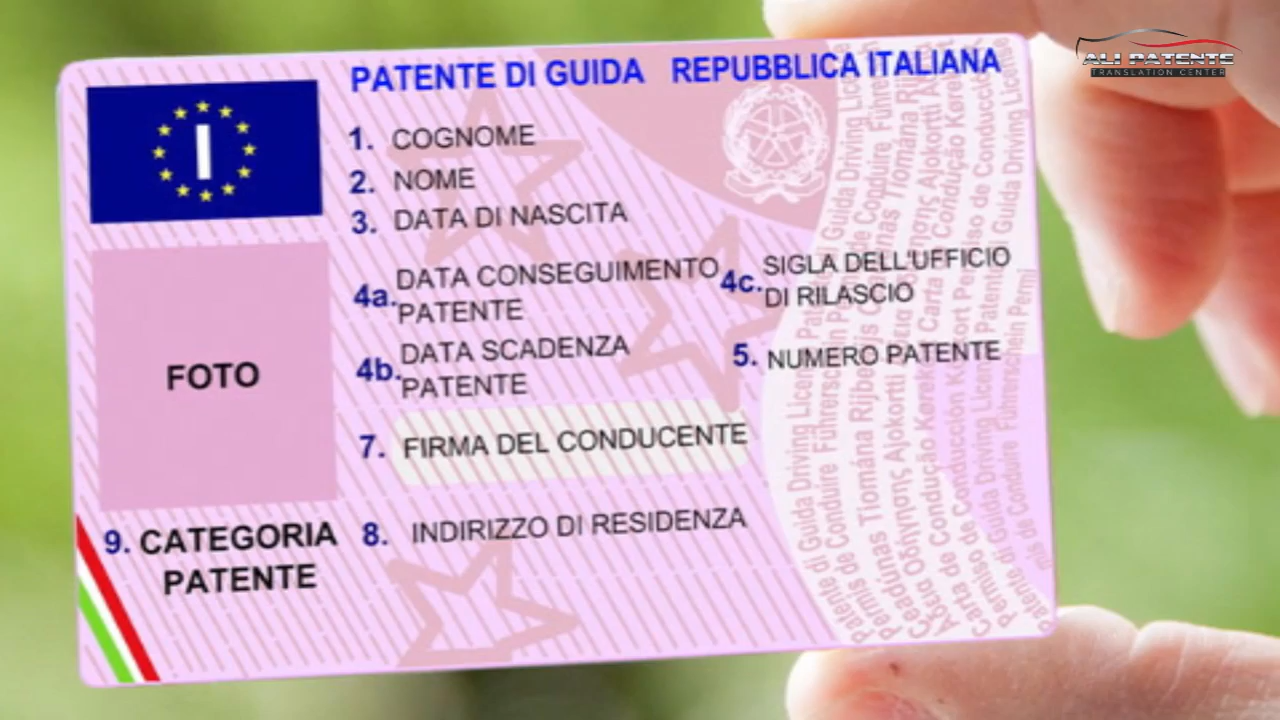 ALI PATENTE
TRANSLATION CENTER
PATENTE DI GUIDA REPUBBLICA ITALIANA
I
1. COGNOME
2. NOME
3. DATA DI NASCITA
4a. DATA CONSEGUIMENTO
PATENTE
4c. SIGLA DELL'UFFICIO
DI RILASCIO
4b. DATA SCADENZA
PATENTE
5. NUMERO PATENTE
FOTO
7. FIRMA DEL CONDUCENTE
8. INDIRIZZO DI RESIDENZA
9. CATEGORIA
PATENTE